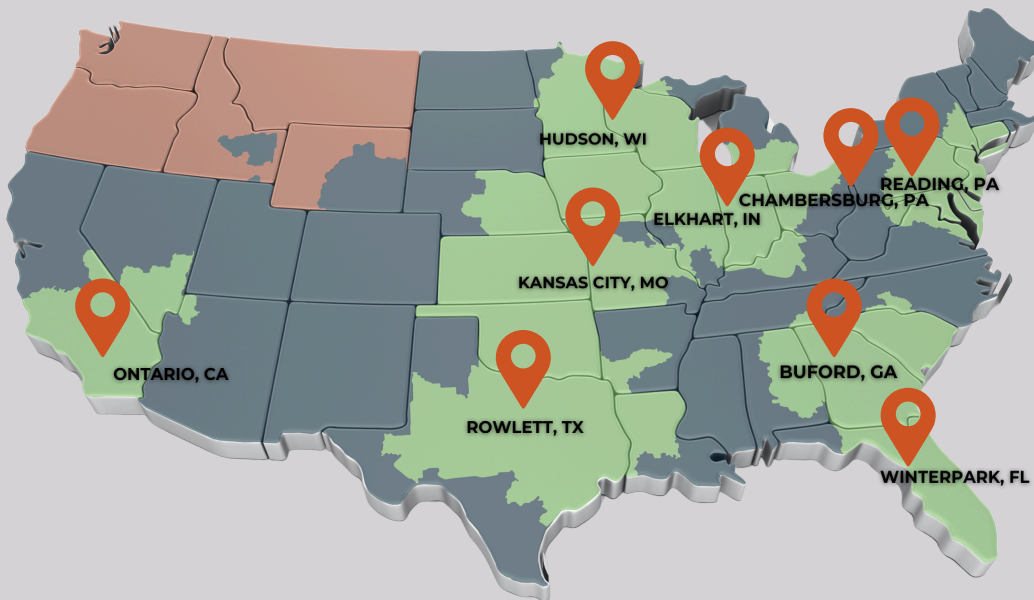 HUDSON, WI
READING, PA
CHAMBERSBURG, PA
ELKHART, IN
KANSAS CITY, MO
ONTARIO, CA
BUFORD, GA
ROWLETT, TX
WINTERPARK, FL